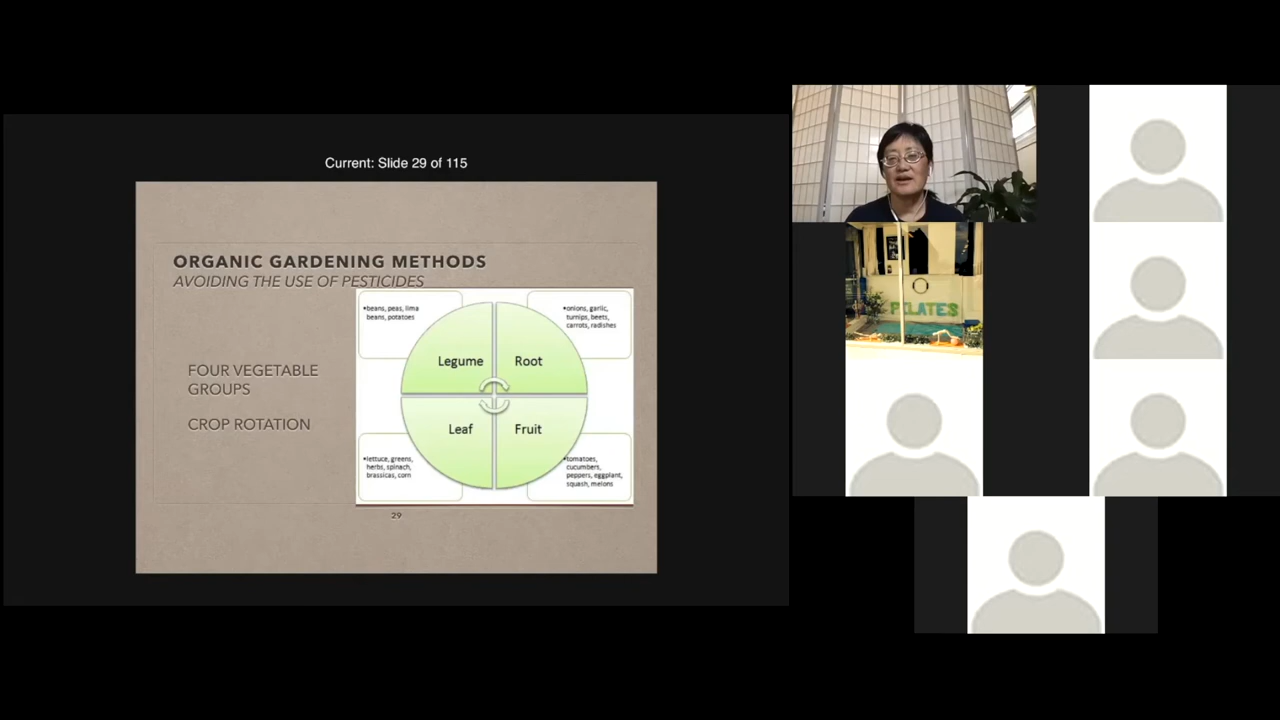 Current: Slide 29 of 115
ORGANIC GARDENING METHODS
AVOIDING THE USE OF PESTICIDES
FOUR VEGETABLE
GROUPS
CROP ROTATION
•beans, peas, lima
beans, potatoes
•onions, garlic,
turnips, beets,
carrots, radishes
Legume
Root
Leaf
Fruit
•lettuce, greens,
herbs, spinach,
brassicas, corn
•tomatoes,
cucumbers,
peppers, eggplant,
squash, melons
29
PILATES